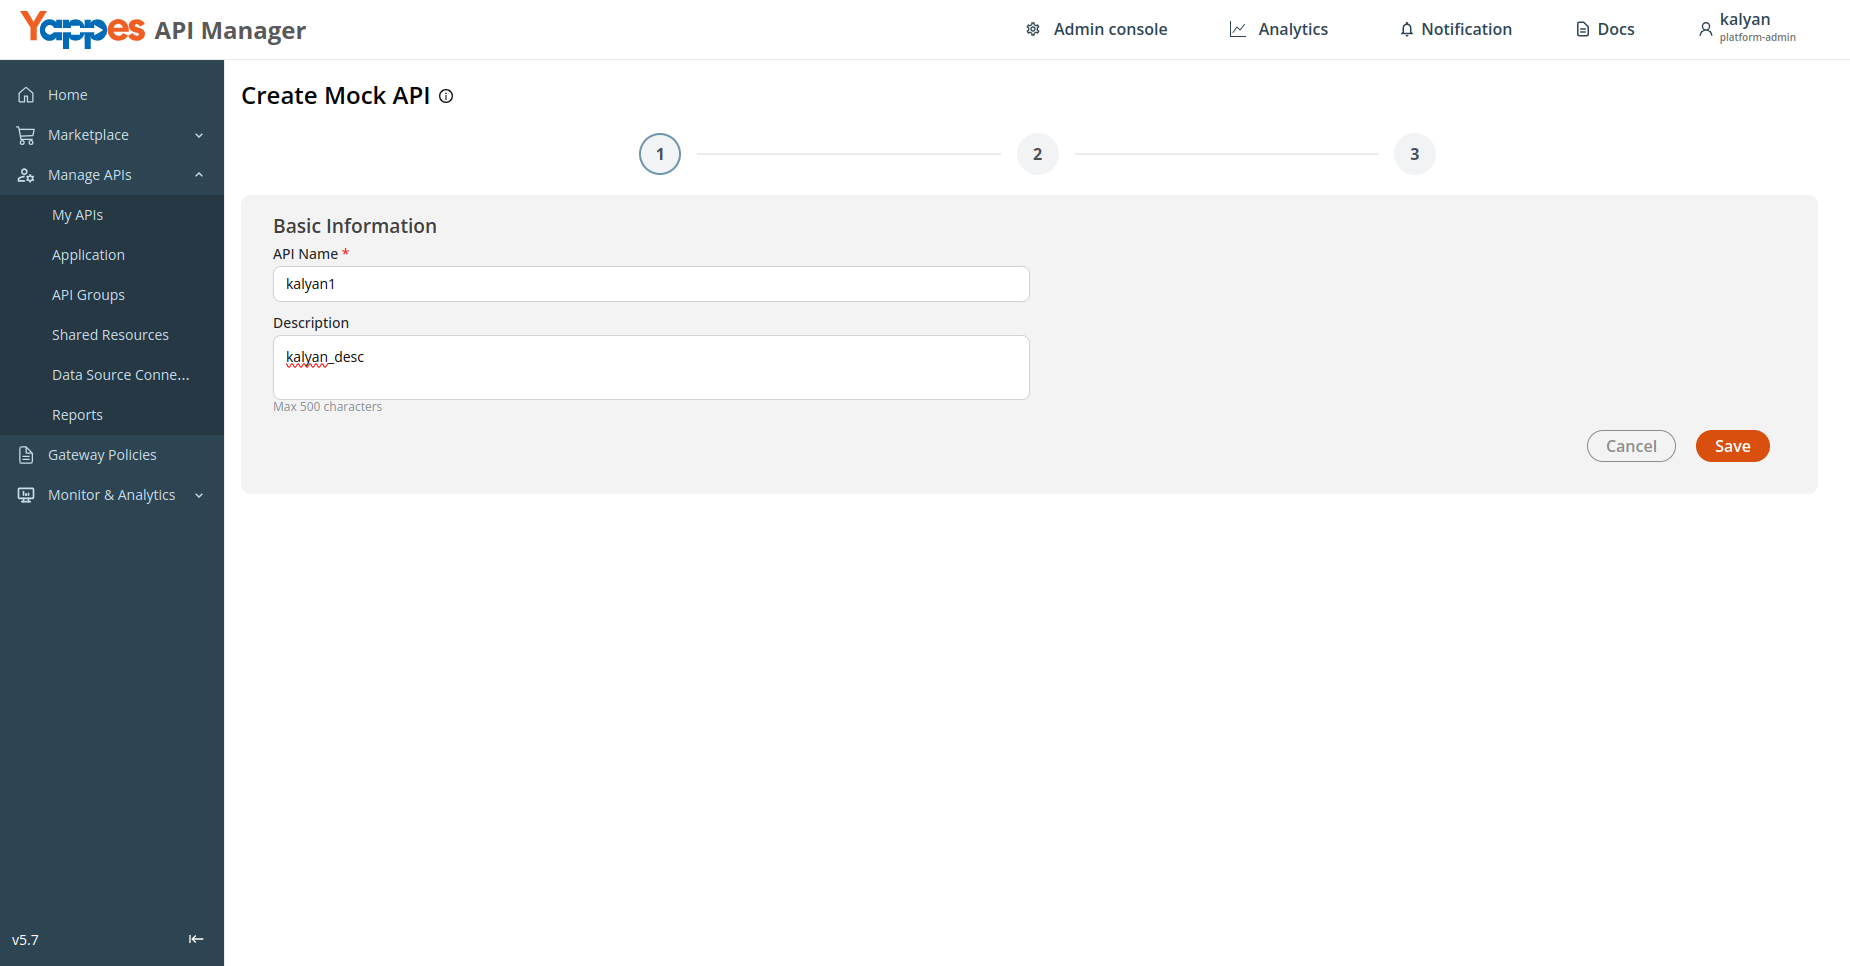 Yappes API Manager
Admin console
Analytics
Notification
Docs
kalyan
platform-admin
Home
Marketplace
Manage APIs
My APIs
Application
API Groups
Shared Resources
Data Source Conne...
Reports
Gateway Policies
Monitor & Analytics
v5.7
Create Mock API
1
2
3
Basic Information
API Name *
kalyan1
Description
kalyan_desc
Max 500 characters
Cancel
Save